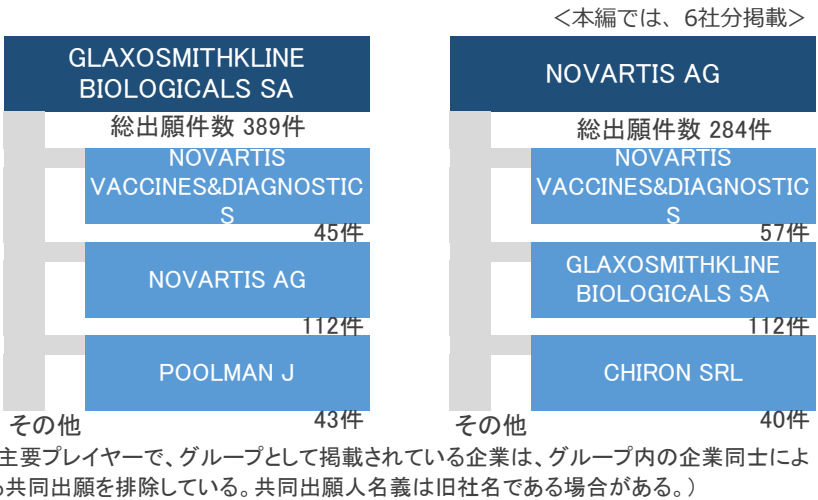 ＜本編では、6社分掲載＞
GLAXOSMITHKLINE
BIOLOGICALS SA
総出願件数 389件
NOVARTIS
VACCINES&DIAGNOSTIC
S
45件
NOVARTIS AG
112件
POOLMAN J
43件
その他
NOVARTIS AG
総出願件数 284件
NOVARTIS
VACCINES&DIAGNOSTIC
S
57件
GLAXOSMITHKLINE
BIOLOGICALS SA
112件
CHIRON SRL
40件
その他
主要プレイヤーで、グループとして掲載されている企業は、グループ内の企業同士によ
る共同出願を排除している。共同出願人名義は旧社名である場合がある。）